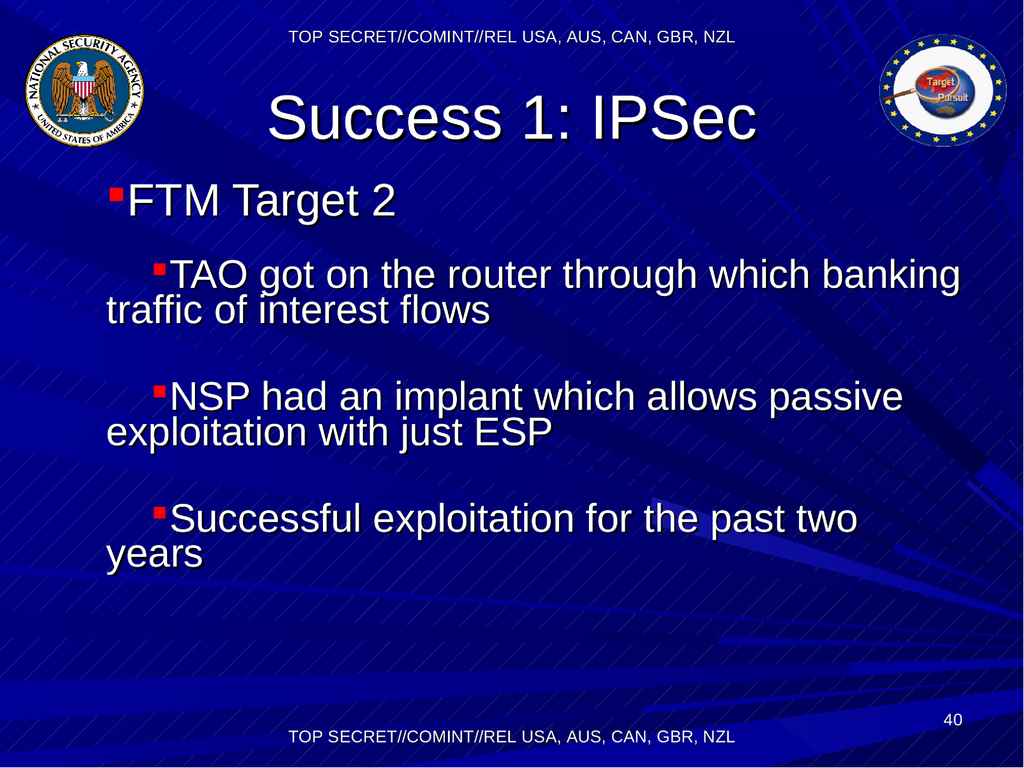 TOP SECRET//COMINT//REL USA, AUS, CAN, GBR, NZL
NATIONAL SECURITY AGENCY
UNITED STATES OF AMERICA
Target
Pursuit
Success 1: IPSec
FTM Target 2
TAO got on the router through which banking
traffic of interest flows
NSP had an implant which allows passive
exploitation with just ESP
Successful exploitation for the past two
years
40
TOP SECRET//COMINT//REL USA, AUS, CAN, GBR, NZL